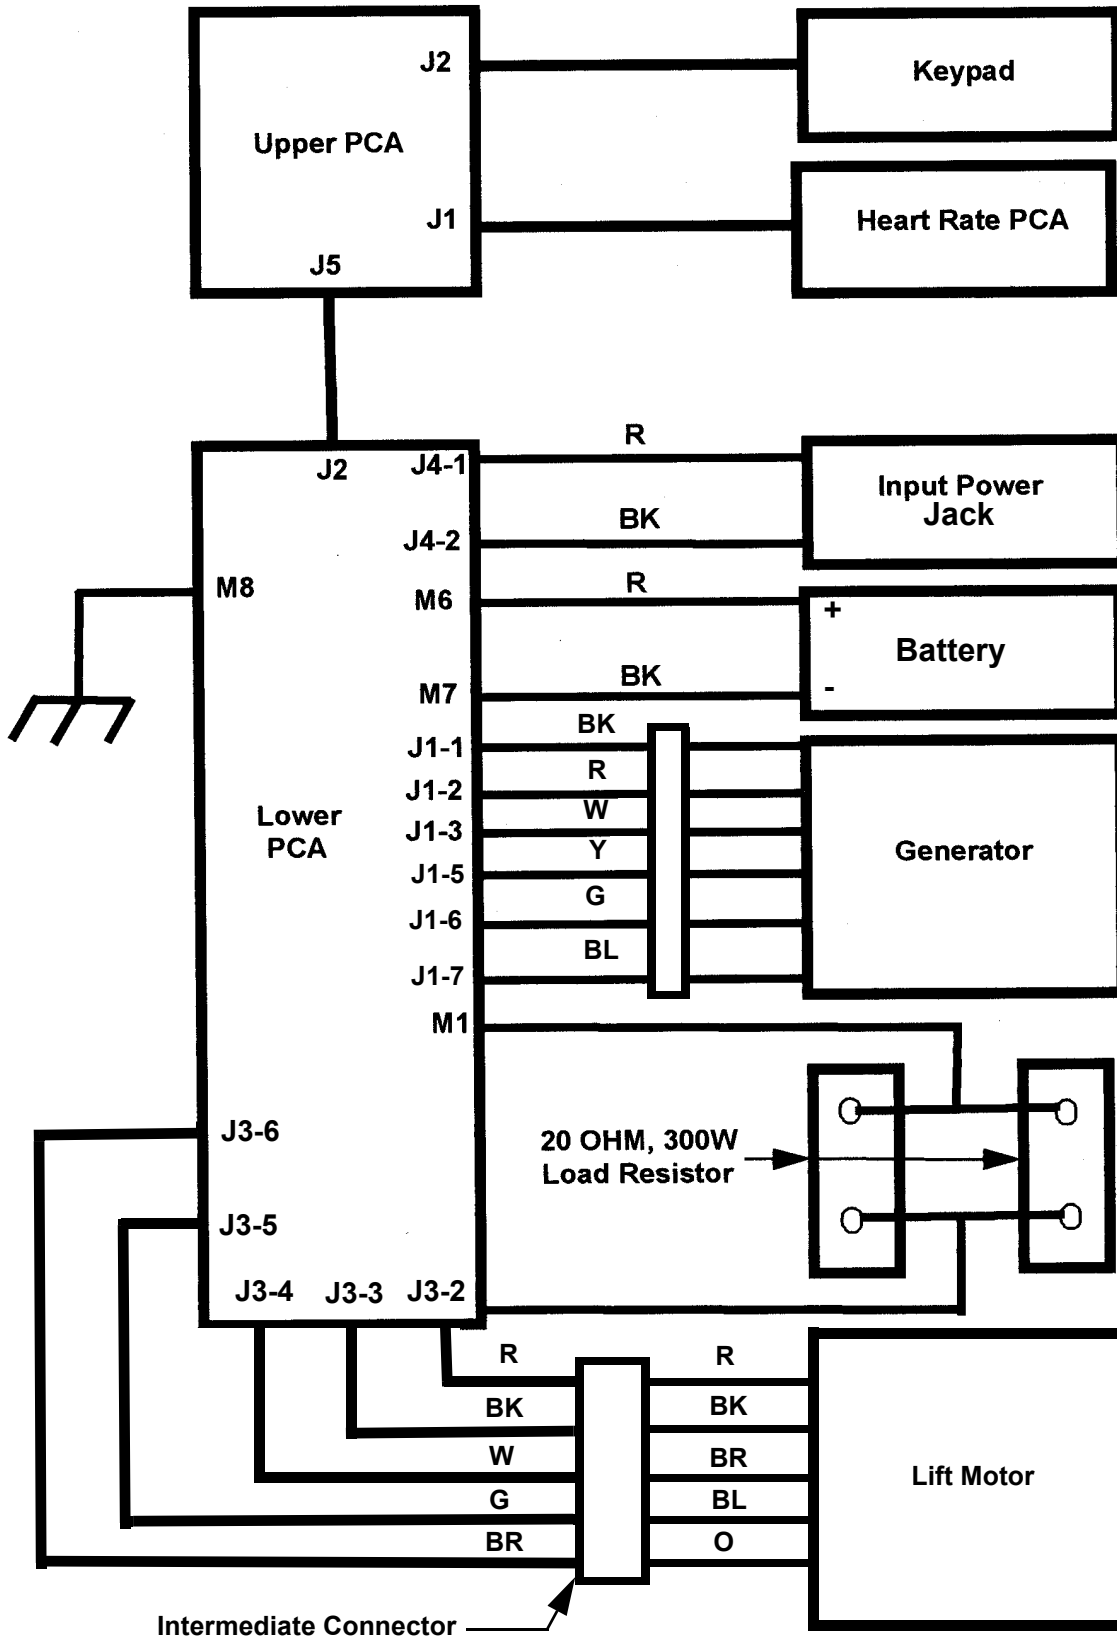 J2
Keypad
Upper PCA
J1
Heart Rate PCA
J5
J2
J4-1
R
Input Power
Jack
J4-2
BK
M8
M6
R
+
Battery
M7
BK
-
J1-1
BK
J1-2
R
J1-3
W
Lower
PCA
Generator
J1-5
Y
J1-6
G
J1-7
BL
M1
J3-6
20 OHM, 300W
Load Resistor
J3-5
J3-4
J3-3
J3-2
R
R
BK
BK
W
BR
Lift Motor
G
BL
BR
O
Intermediate Connector